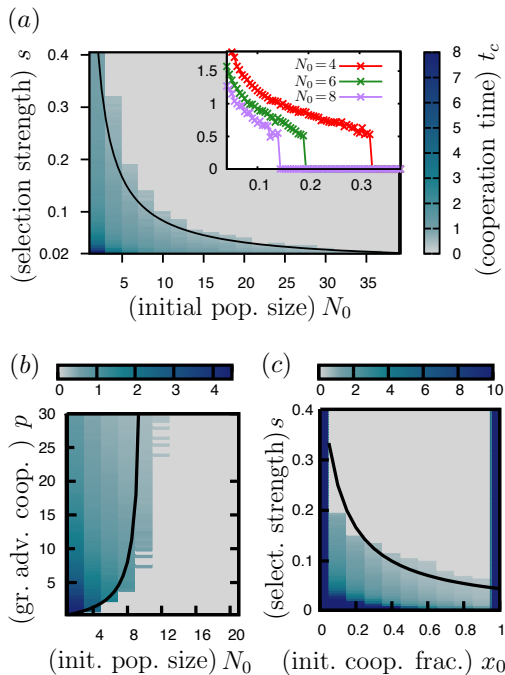 (a)
(selection strength) s
0.4
0.3
0.2
0.1
0.02
5 10 15 20 25 30 35
(initial pop. size) N₀
1.5
1
0.5
0
0.1 0.2 0.3
N₀=4
N₀=6
N₀=8
8
7
6
5
4
3
2
1
0
(cooperation time) t_c
(b)
0 1 2 3 4
(gr. adv. coop. ) p
30
25
20
15
10
5
4 8 12 16 20
(init. pop. size) N₀
(c)
0 2 4 6 8 10
(select. strength) s
0.4
0.3
0.2
0.1
0
0 0.2 0.4 0.6 0.8 1
(init. coop. frac.) x₀